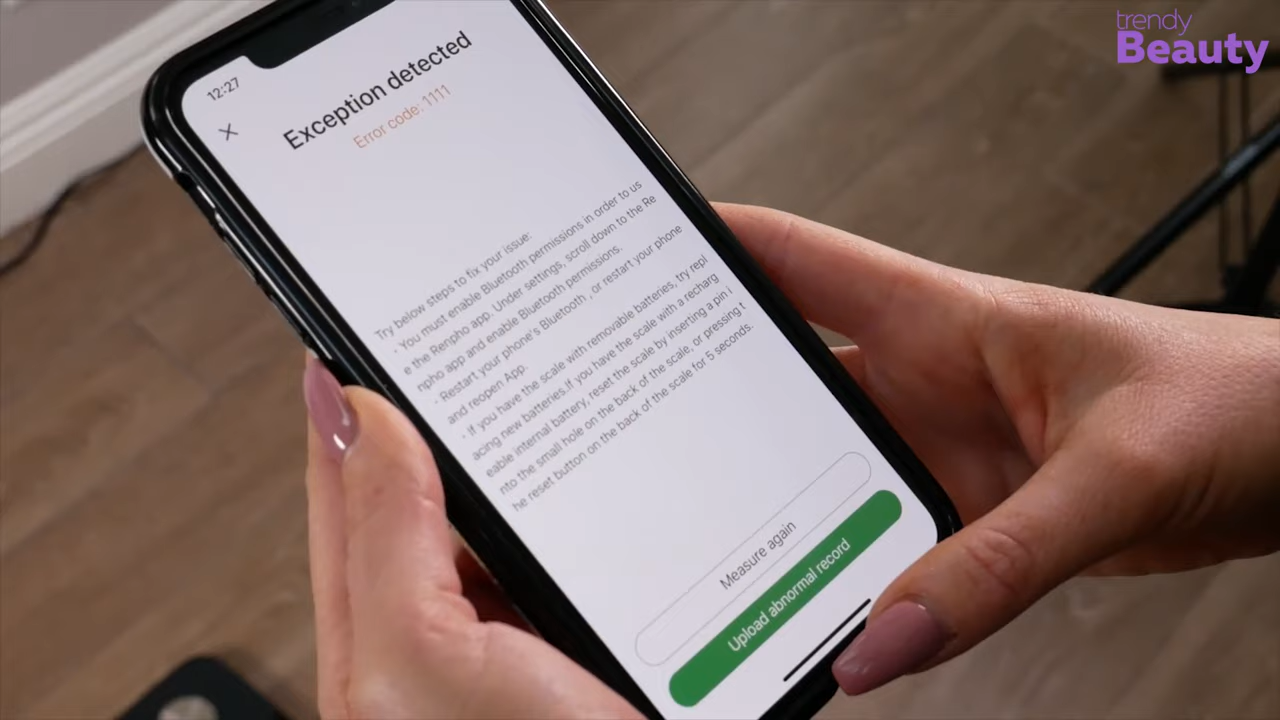 trendy
Beauty
12:27
Exception detected
Error code: 1111
Try below steps to fix your issue:
· You must enable Bluetooth permissions in order to us
e the Renpho app. Under settings, scroll down to the Re
npho app and enable Bluetooth permissions.
· Restart your phone's Bluetooth , or restart your phone
and reopen App.
· If you have the scale with removable batteries, try repl
acing new batteries.If you have the scale with a recharg
eable internal battery, reset the scale by inserting a pin i
nto the small hole on the back of the scale, or pressing t
he reset button on the back of the scale for 5 seconds.
Measure again
Upload abnormal record